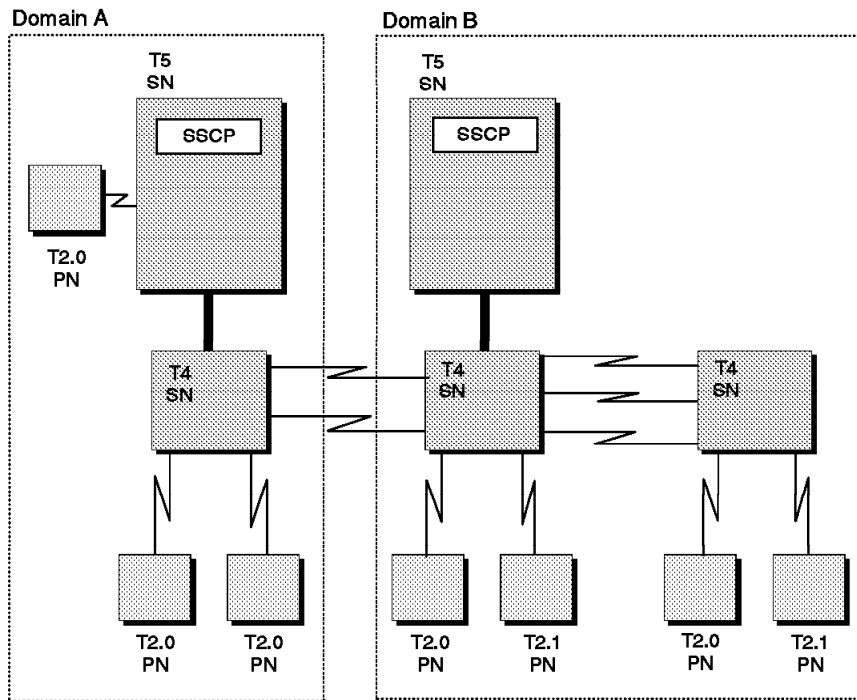 Domain A
Domain B
T5
SN
T5
SN
SSCP
SSCP
T2.0
PN
T4
SN
T4
SN
T4
SN
T2.0
PN
T2.0
PN
T2.0
PN
T2.1
PN
T2.0
PN
T2.1
PN